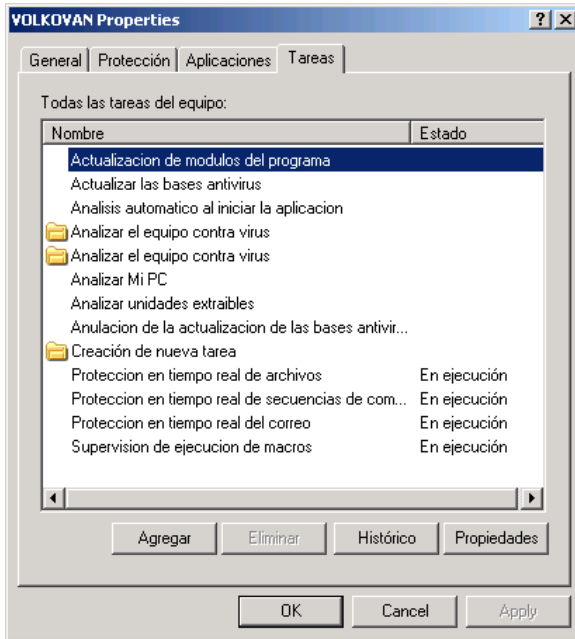 VOLKOVAN Properties
General Protección Aplicaciones Tareas
Todas las tareas del equipo:
Nombre Estado
Actualizacion de modulos del programa
Actualizar las bases antivirus
Analisis automatico al iniciar la aplicacion
Analizar el equipo contra virus
Analizar el equipo contra virus
Analizar Mi PC
Analizar unidades extraibles
Anulacion de la actualizacion de las bases antivir...
Creación de nueva tarea
Proteccion en tiempo real de archivos En ejecución
Proteccion en tiempo real de secuencias de com... En ejecución
Proteccion en tiempo real del correo En ejecución
Supervision de ejecucion de macros En ejecución
Agregar Eliminar Histórico Propiedades
OK Cancel Apply